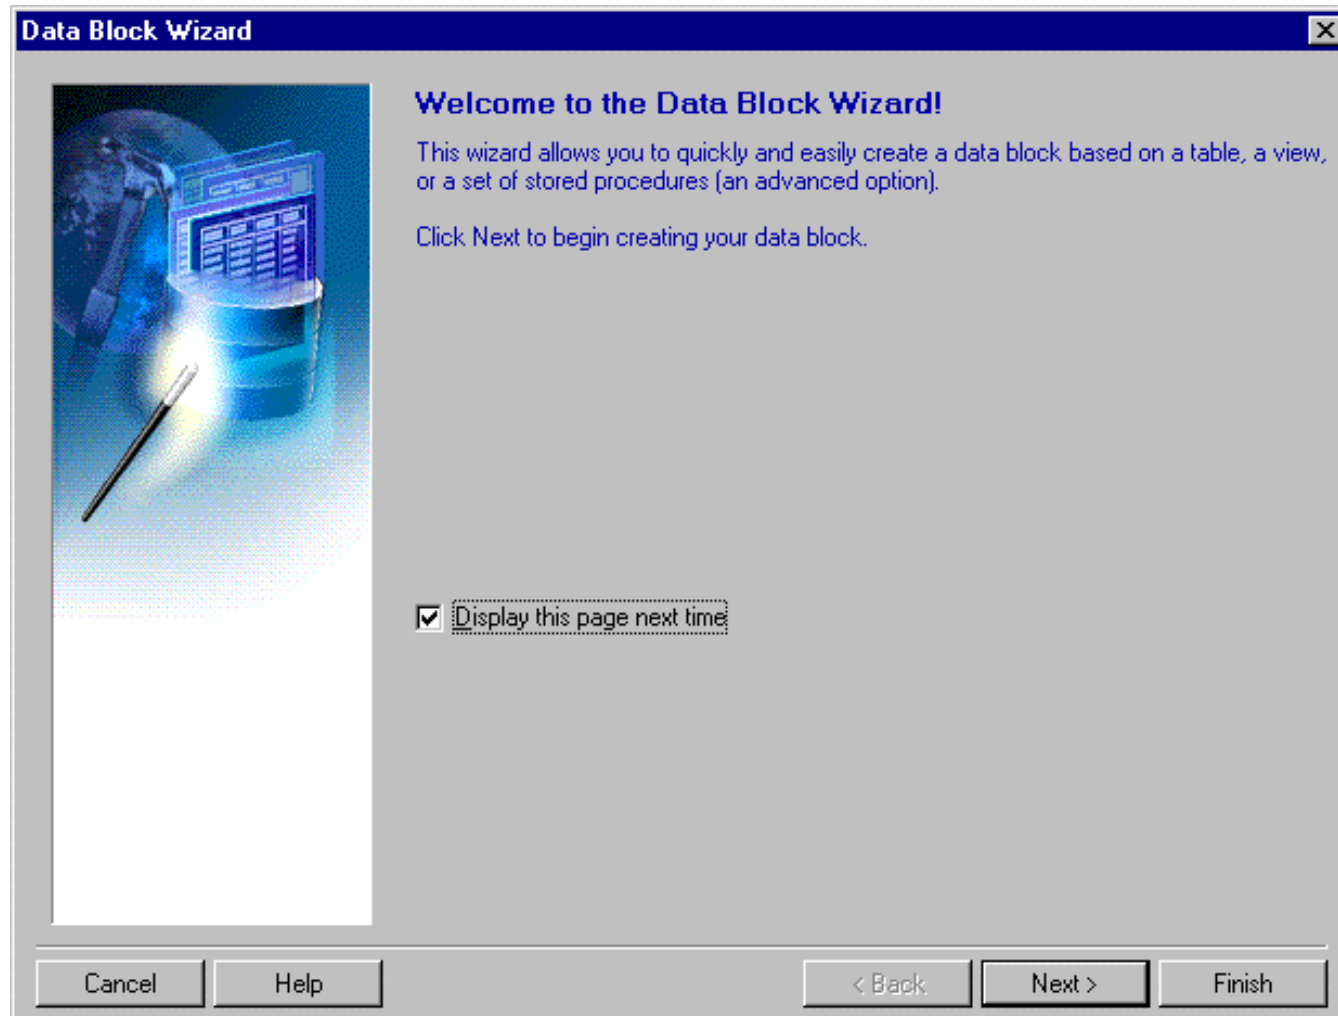 Data Block Wizard
Welcome to the Data Block Wizard!
This wizard allows you to quickly and easily create a data block based on a table, a view,
or a set of stored procedures (an advanced option).
Click Next to begin creating your data block.
Display this page next time
Cancel
Help
< Back
Next >
Finish